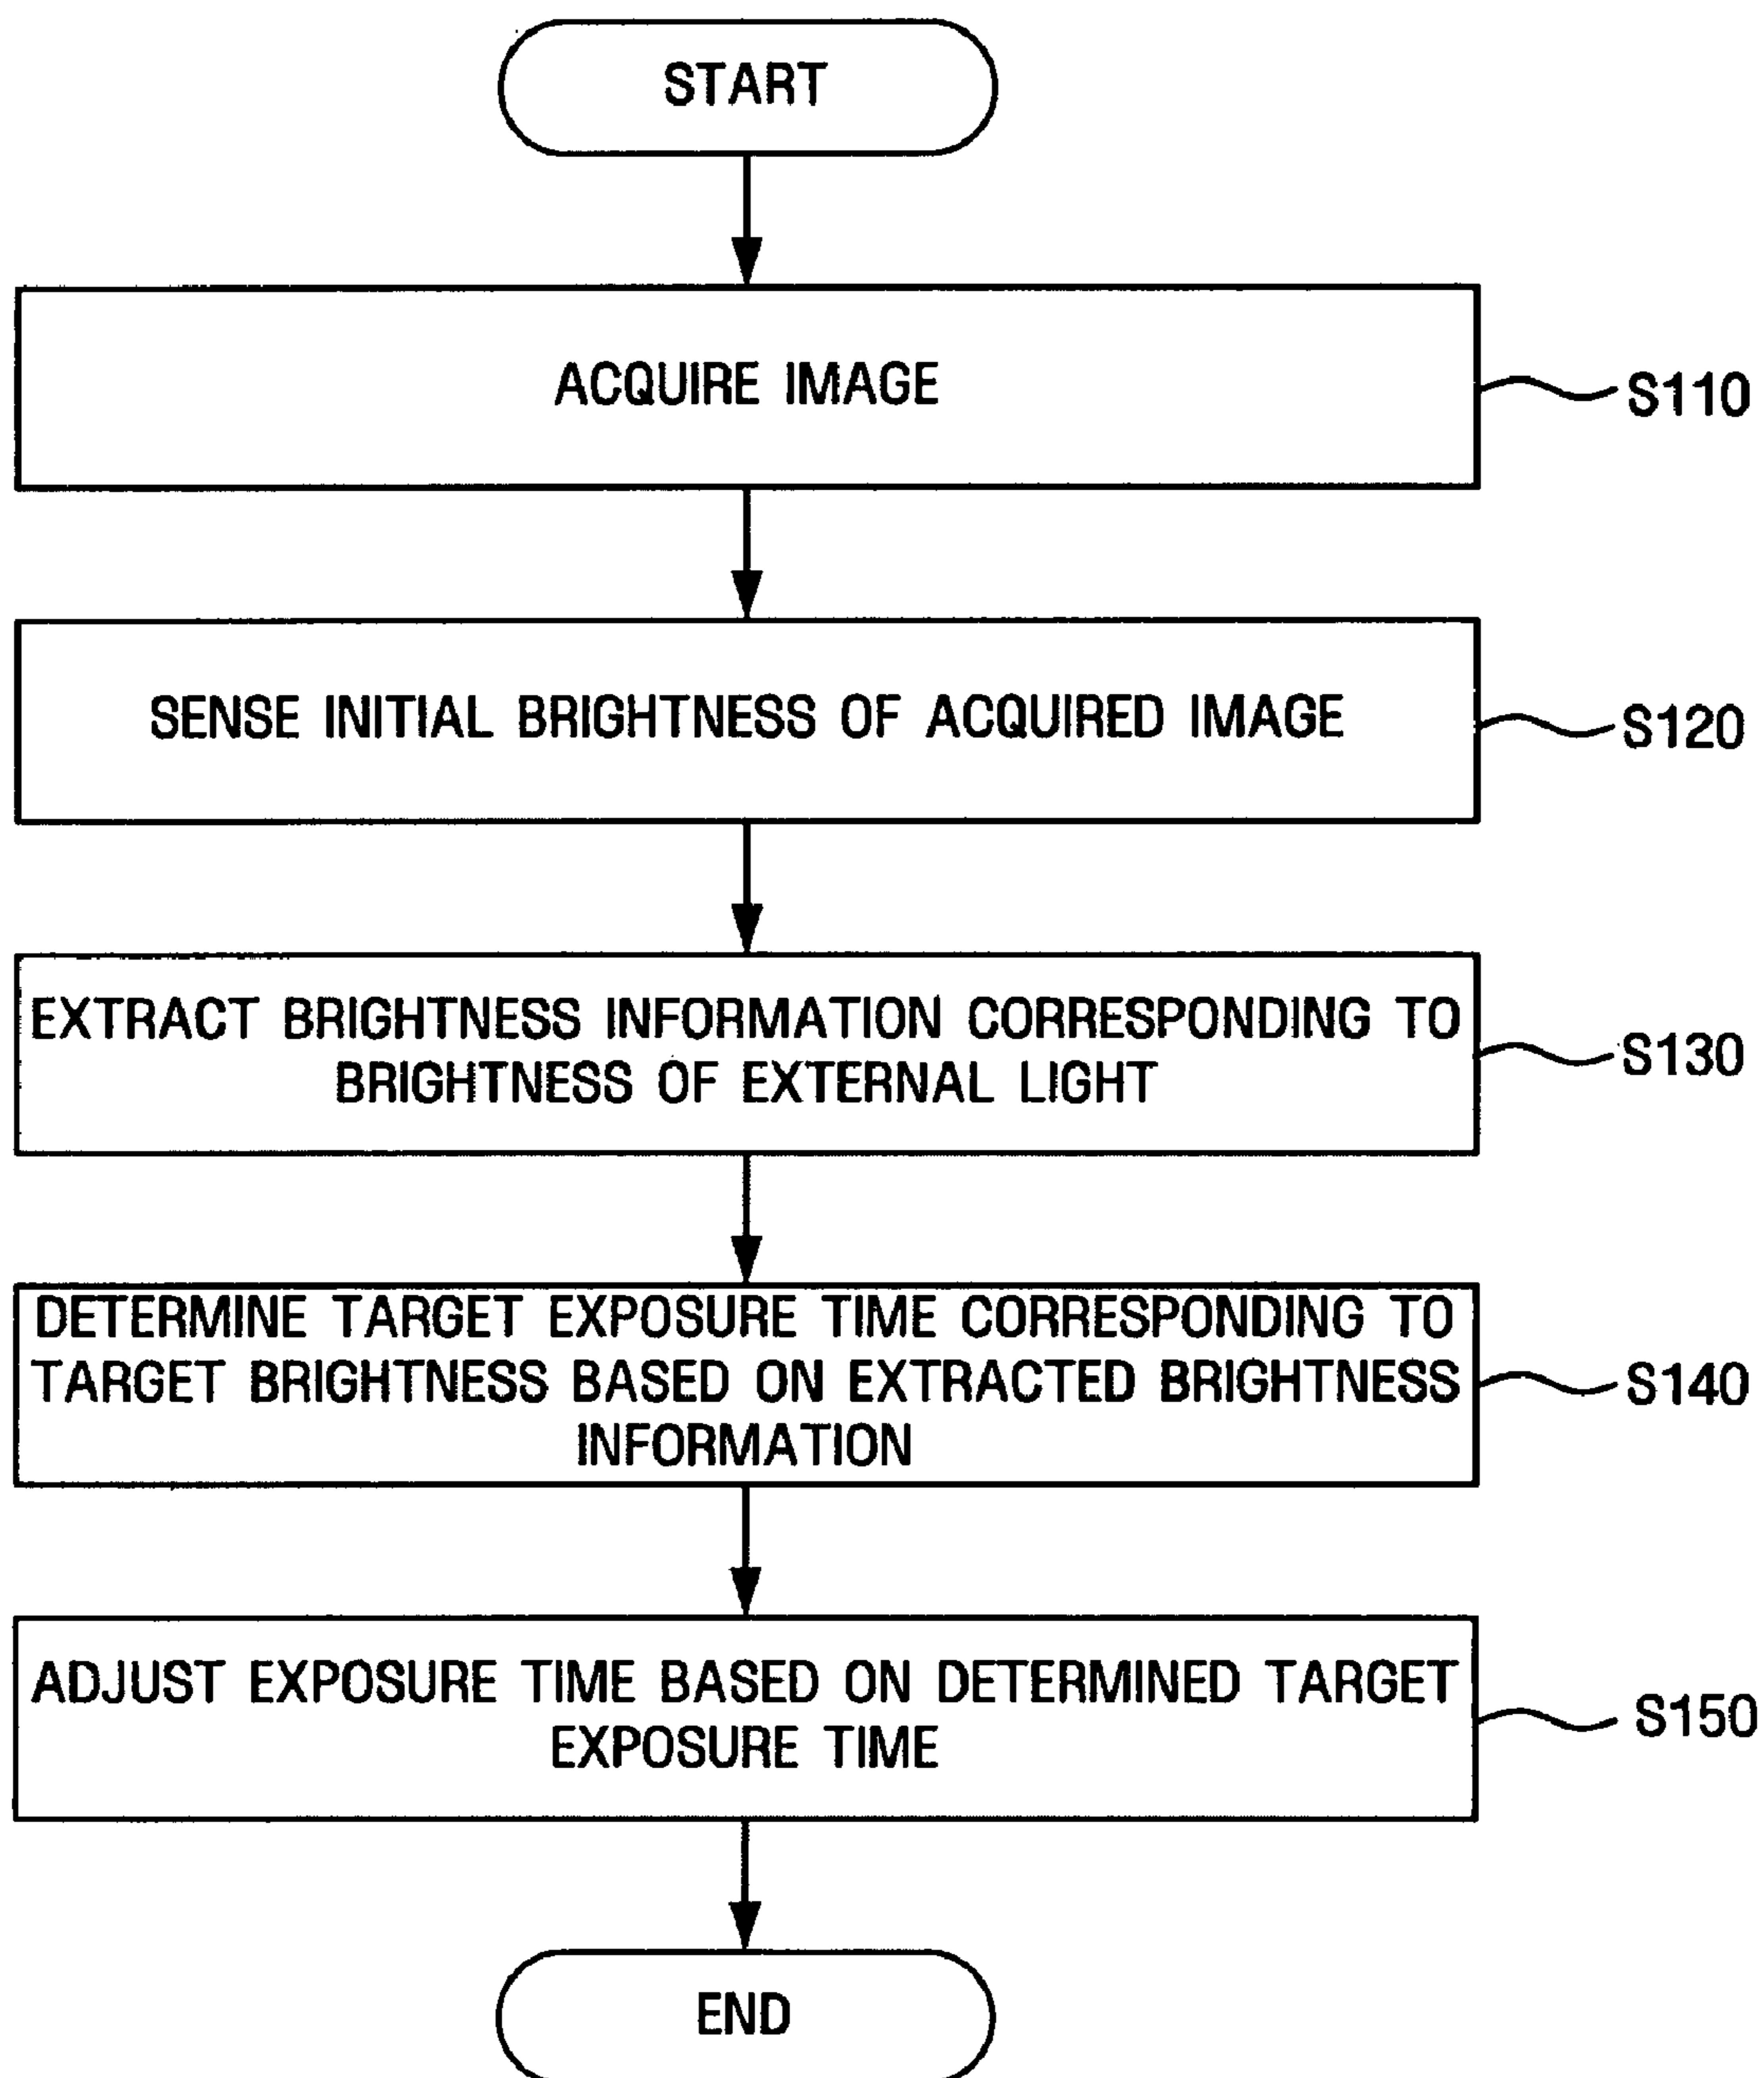 START
ACQUIRE IMAGE
S110
SENSE INITIAL BRIGHTNESS OF ACQUIRED IMAGE
S120
EXTRACT BRIGHTNESS INFORMATION CORRESPONDING TO
BRIGHTNESS OF EXTERNAL LIGHT
S130
DETERMINE TARGET EXPOSURE TIME CORRESPONDING TO
TARGET BRIGHTNESS BASED ON EXTRACTED BRIGHTNESS
INFORMATION
S140
ADJUST EXPOSURE TIME BASED ON DETERMINED TARGET
EXPOSURE TIME
S150
END